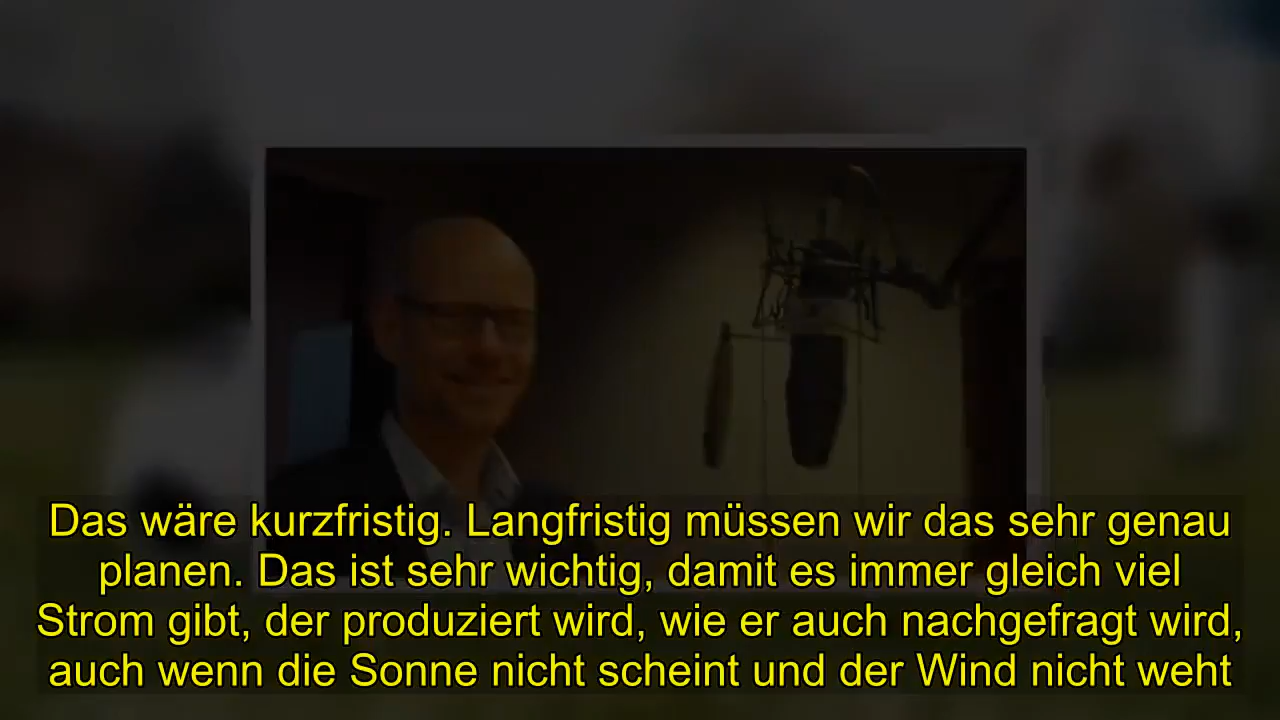 Das wäre kurzfristig. Langfristig müssen wir das sehr genau
planen. Das ist sehr wichtig, damit es immer gleich viel
Strom gibt, der produziert wird, wie er auch nachgefragt wird,
auch wenn die Sonne nicht scheint und der Wind nicht weht